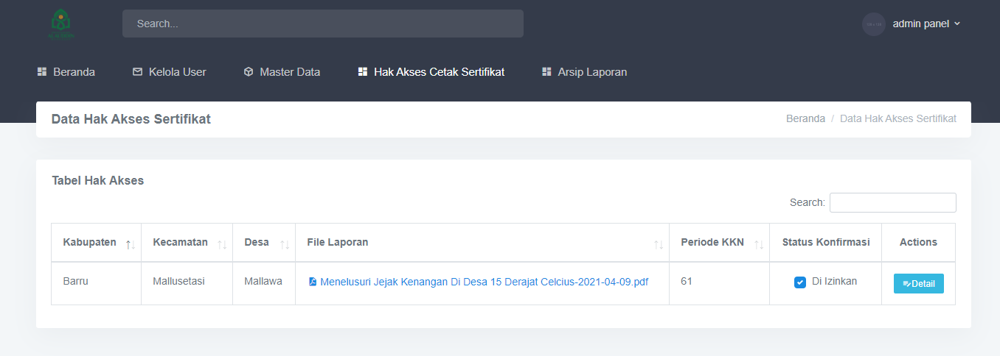 Search...
admin panel
Beranda
Kelola User
Master Data
Hak Akses Cetak Sertifikat
Arsip Laporan
Data Hak Akses Sertifikat
Beranda / Data Hak Akses Sertifikat
Tabel Hak Akses
Search:
Kabupaten Kecamatan Desa File Laporan Periode KKN Status Konfirmasi Actions
Barru Mallusetasi Mallawa Menelusuri Jejak Kenangan Di Desa 15 Derajat Celcius-2021-04-09.pdf 61 Di Izinkan Detail